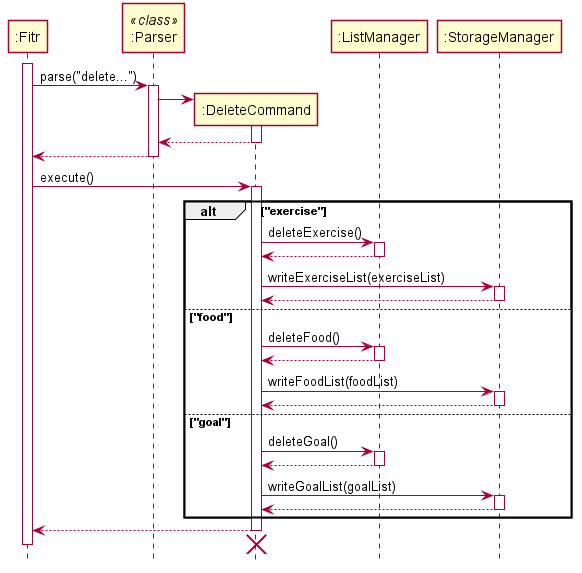 «class»
:Fitr
:Parser
:ListManager
:StorageManager
parse("delete...")
:DeleteCommand
execute()
alt
["exercise"]
deleteExercise()
writeExerciseList(exerciseList)
["food"]
deleteFood()
writeFoodList(foodList)
["goal"]
deleteGoal()
writeGoalList(goalList)